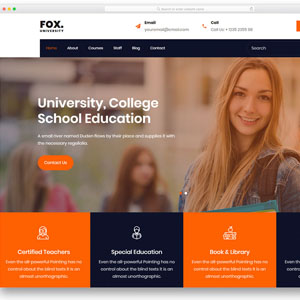 FOX.
UNIVERSITY
Email
youremail@email.com
Call
Call Us: + 1235 2355 98
Home About Courses Staff Blog Contact
Search
University, College
School Education
A small river named Duden flows by their place and supplies it with
the necessary regelialia.
Contact Us
Certified Teachers
Even the all-powerful Pointing has no
control about the blind texts it is an
almost unorthographic.
Special Education
Even the all-powerful Pointing has no
control about the blind texts it is an
almost unorthographic.
Book & Library
Even the all-powerful Pointing has no
control about the blind texts it is an
almost unorthographic.